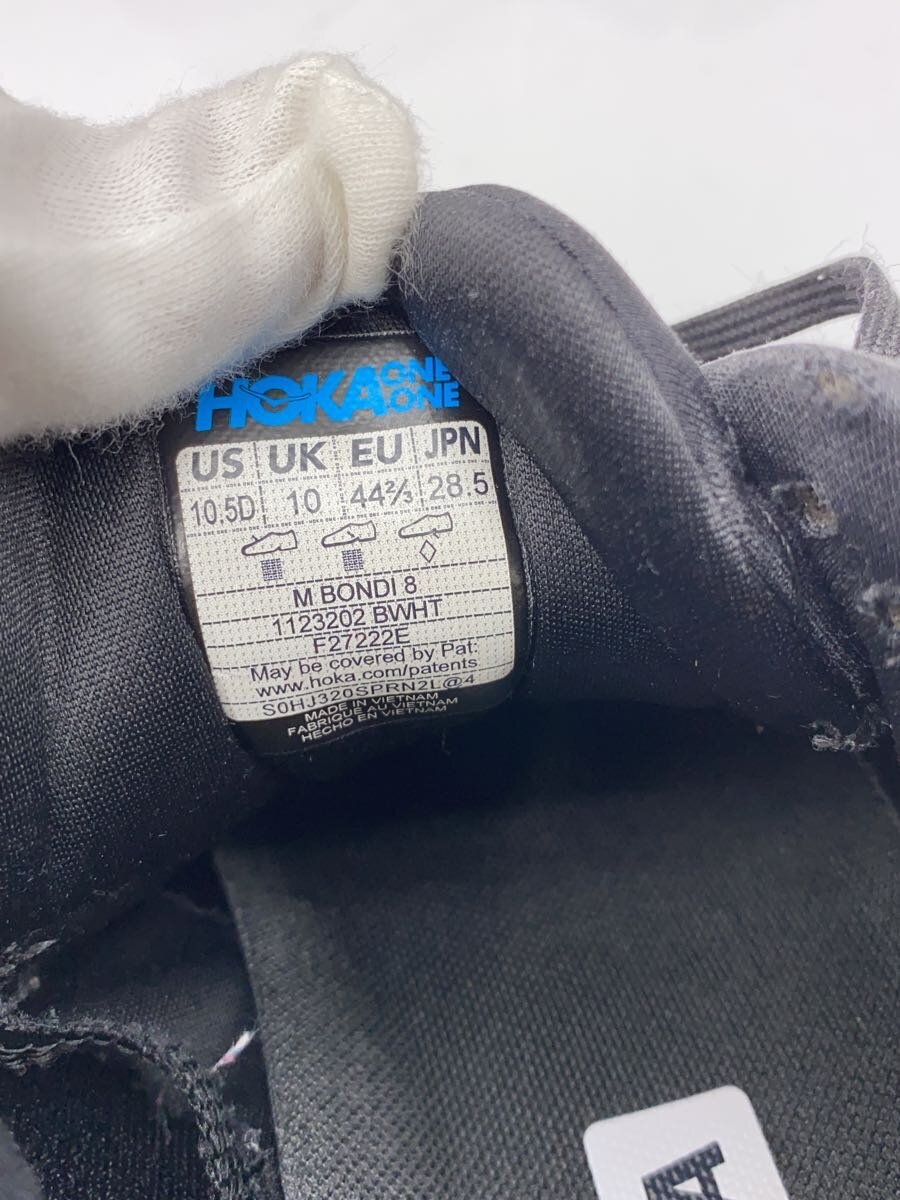 HOKA ONE ONE
US UK EU JPN
10.5D 10 44⅔ 28.5
M BONDI 8
1123202 BWHT
F27222E
May be covered by Pat:
www.hoka.com/patents
S0HJ320SPRN2L@4
MADE IN VIETNAM
FABRIQUE AU VIETNAM
HECHO EN VIETNAM